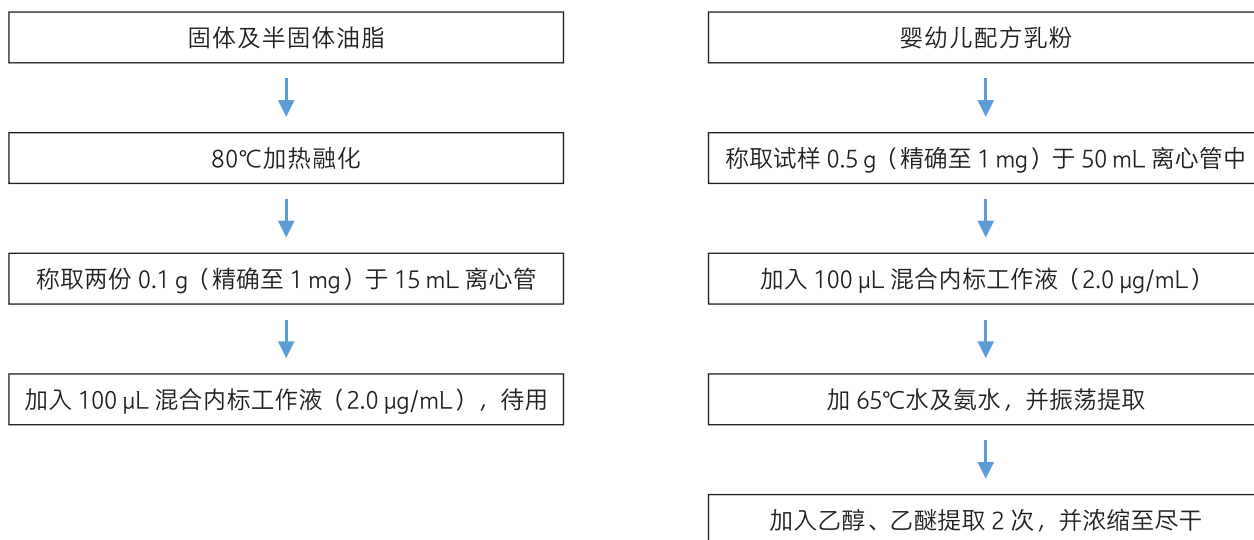 固体及半固体油脂
80℃加热融化
称取两份 0.1 g（精确至 1 mg）于 15 mL 离心管
加入 100 μL 混合内标工作液（2.0 μg/mL），待用
婴幼儿配方乳粉
称取试样 0.5 g（精确至 1 mg）于 50 mL 离心管中
加入 100 μL 混合内标工作液（2.0 μg/mL）
加 65℃水及氨水，并振荡提取
加入乙醇、乙醚提取 2 次，并浓缩至尽干